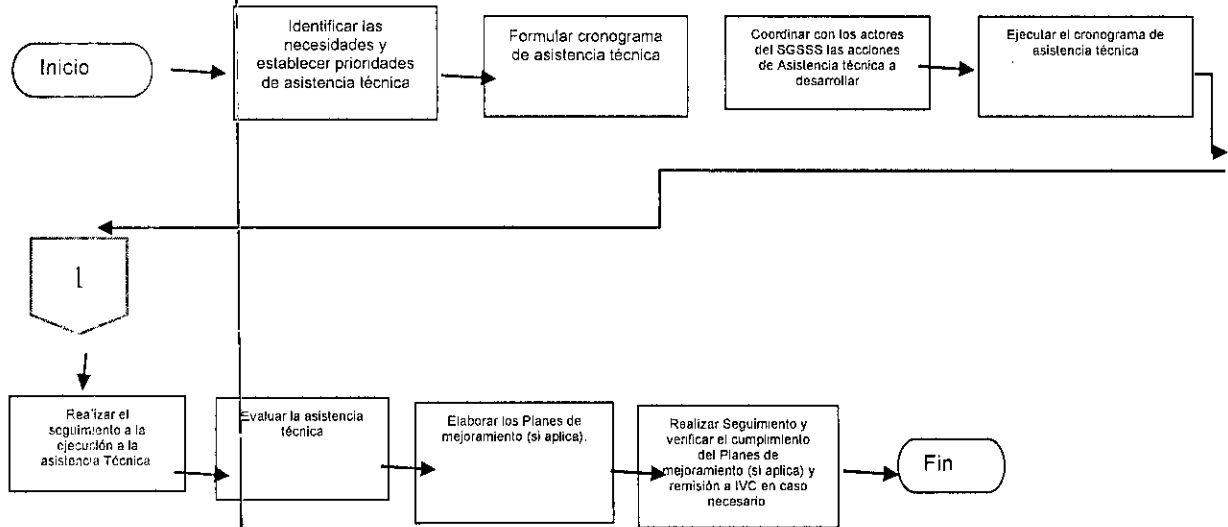 Inicio
Identificar las
necesidades y
establecer prioridades
de asistencia técnica
Formular cronograma
de asistencia técnica
Coordinar con los actores
del SGSSS las acciones
de Asistencia técnica a
desarrollar
Ejecutar el cronograma de
asistencia técnica
1
Realizar el
seguimiento a la
ejecución a la
asistencia Técnica
Evaluar la asistencia
técnica
Elaborar los Planes de
mejoramiento (si aplica).
Realizar Seguimiento y
verificar el cumplimiento
del Planes de
mejoramiento (si aplica) y
remisión a IVC en caso
necesario
Fin